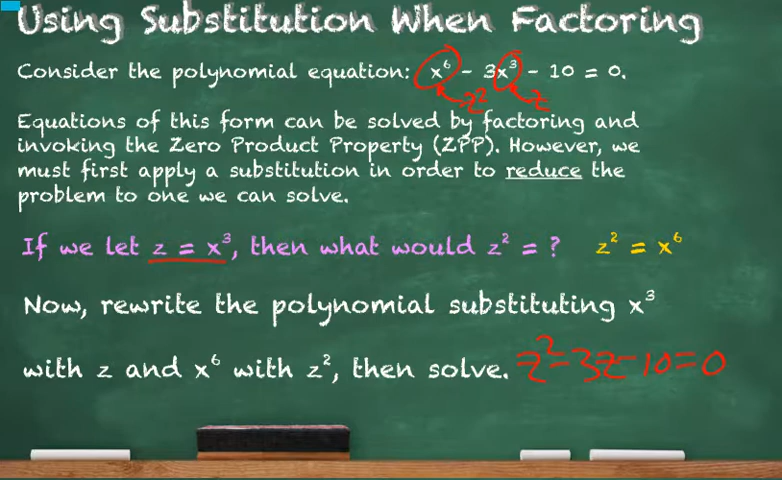 Using Substitution When Factoring
Consider the polynomial equation: x⁶ - 3x³ - 10 = 0.
z² z
Equations of this form can be solved by factoring and
invoking the Zero Product Property (ZPP). However, we
must first apply a substitution in order to reduce the
problem to one we can solve.
If we let z = x³, then what would z² = ? z² = x⁶
Now, rewrite the polynomial substituting x³
with z and x⁶ with z², then solve. z²-3z-10=0